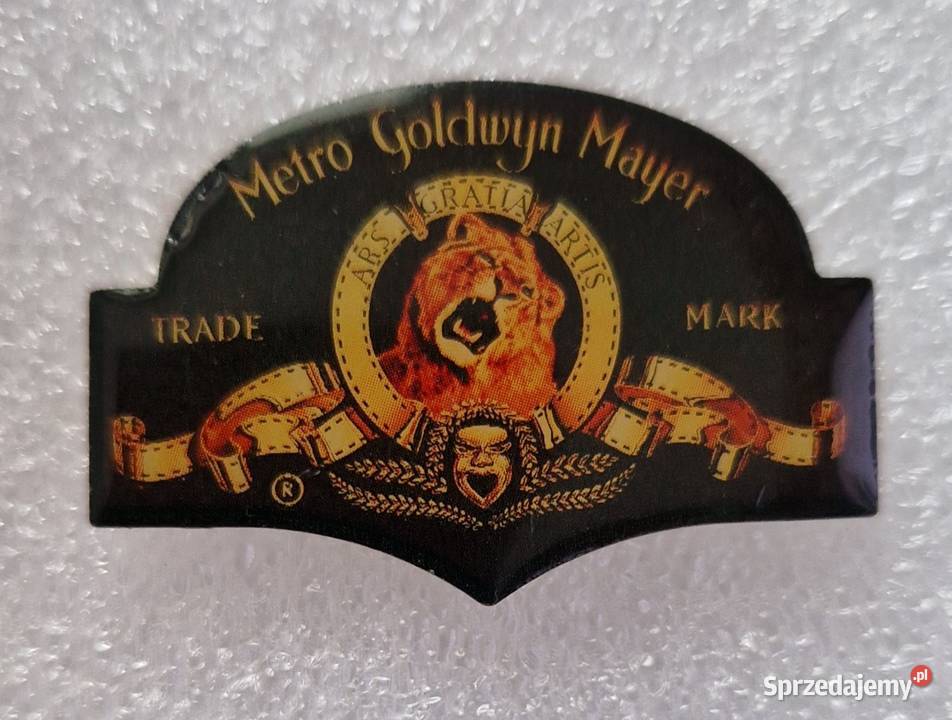 Metro Goldwyn Mayer
ARS GRATIA ARTIS
TRADE MARK
®
Sprzedajemy.pl